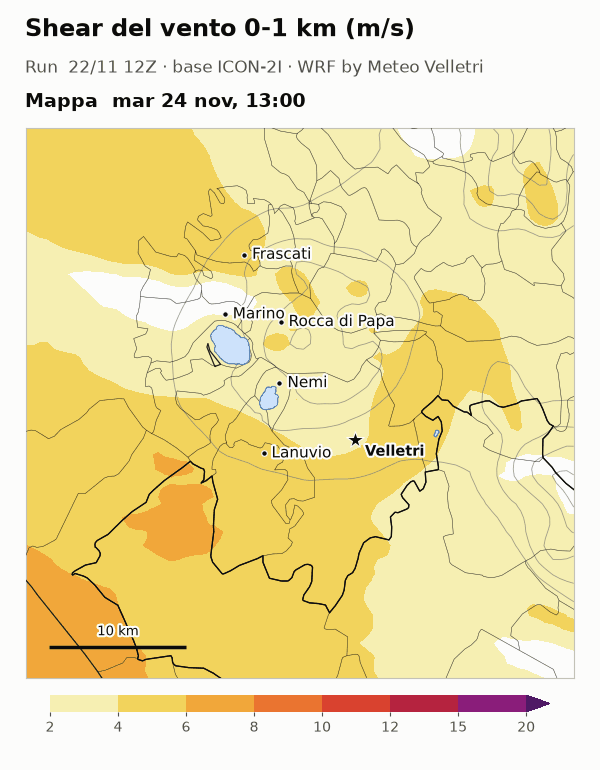 Shear del vento 0-1 km (m/s)
Run  22/11 12Z · base ICON-2I · WRF by Meteo Velletri
Mappa  mar 24 nov, 13:00
Frascati
Marino
Rocca di Papa
Nemi
Velletri
Lanuvio
10 km
2 4 6 8 10 12 15 20